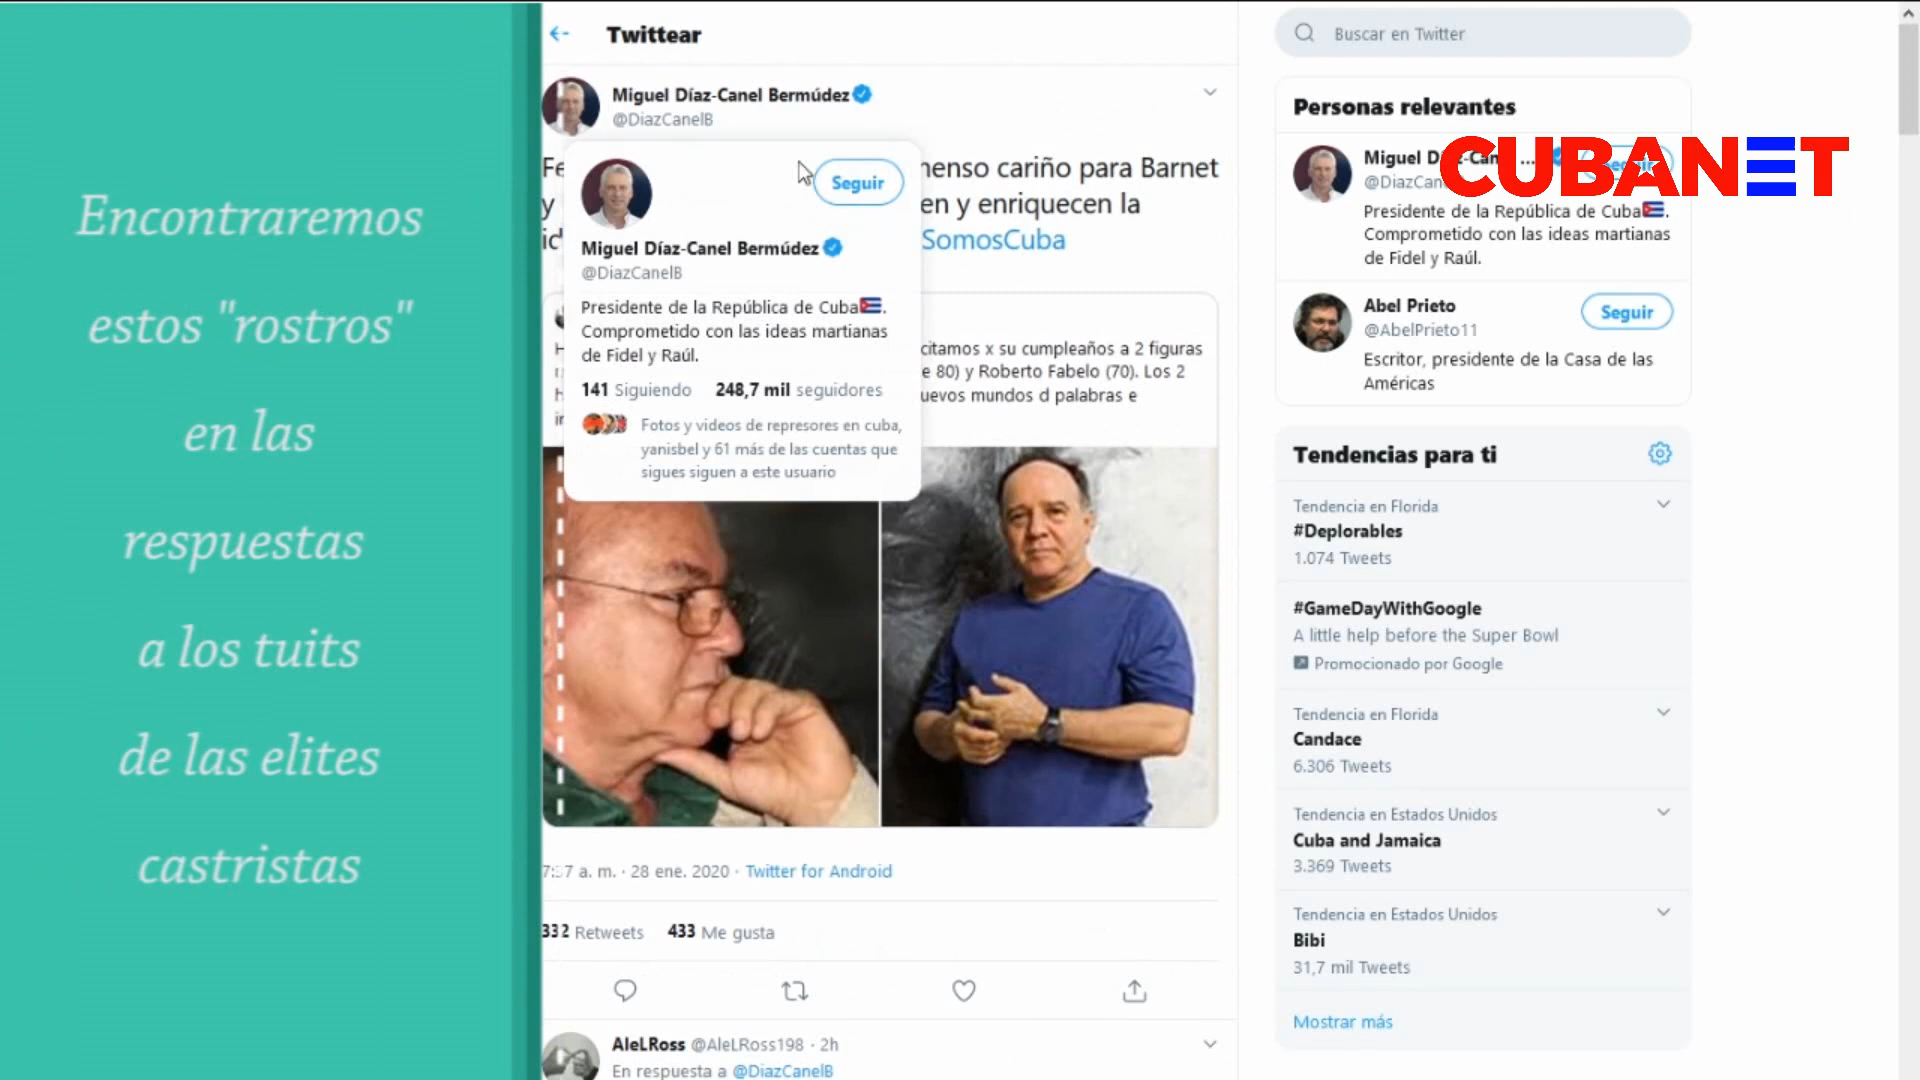 Encontraremos
estos "rostros"
en las
respuestas
a los tuits
de las elites
castristas
Twittear
Miguel Díaz-Canel Bermúdez
@DiazCanelB
cariño para Barnet
y en y enriquecen la
SomosCuba
Seguir
Miguel Díaz-Canel Bermúdez
@DiazCanelB
Presidente de la República de Cuba.
Comprometido con las ideas martianas
de Fidel y Raúl.
141 Siguiendo 248,7 mil seguidores
Fotos y videos de represores en cuba,
yanisbel y 61 más de las cuentas que
sigues siguen a este usuario
x su cumpleaños a 2 figuras
80) y Roberto Fabelo (70). Los 2
mundos d palabras e
a. m. · 28 ene. 2020 · Twitter for Android
332 Retweets 433 Me gusta
AleLRoss @AleLRoss198 · 2h
En respuesta a @DiazCanelB
Buscar en Twitter
Personas relevantes
CUBANET
Miguel
Presidente de la República de Cuba.
Comprometido con las ideas martianas
de Fidel y Raúl.
Abel Prieto
@AbelPrieto11
Seguir
Escritor, presidente de la Casa de las
Américas
Tendencias para ti
Tendencia en Florida
#Deplorables
1.074 Tweets
#GameDayWithGoogle
A little help before the Super Bowl
Promocionado por Google
Tendencia en Florida
Candace
6.306 Tweets
Tendencia en Estados Unidos
Cuba and Jamaica
3.369 Tweets
Tendencia en Estados Unidos
Bibi
31,7 mil Tweets
Mostrar más